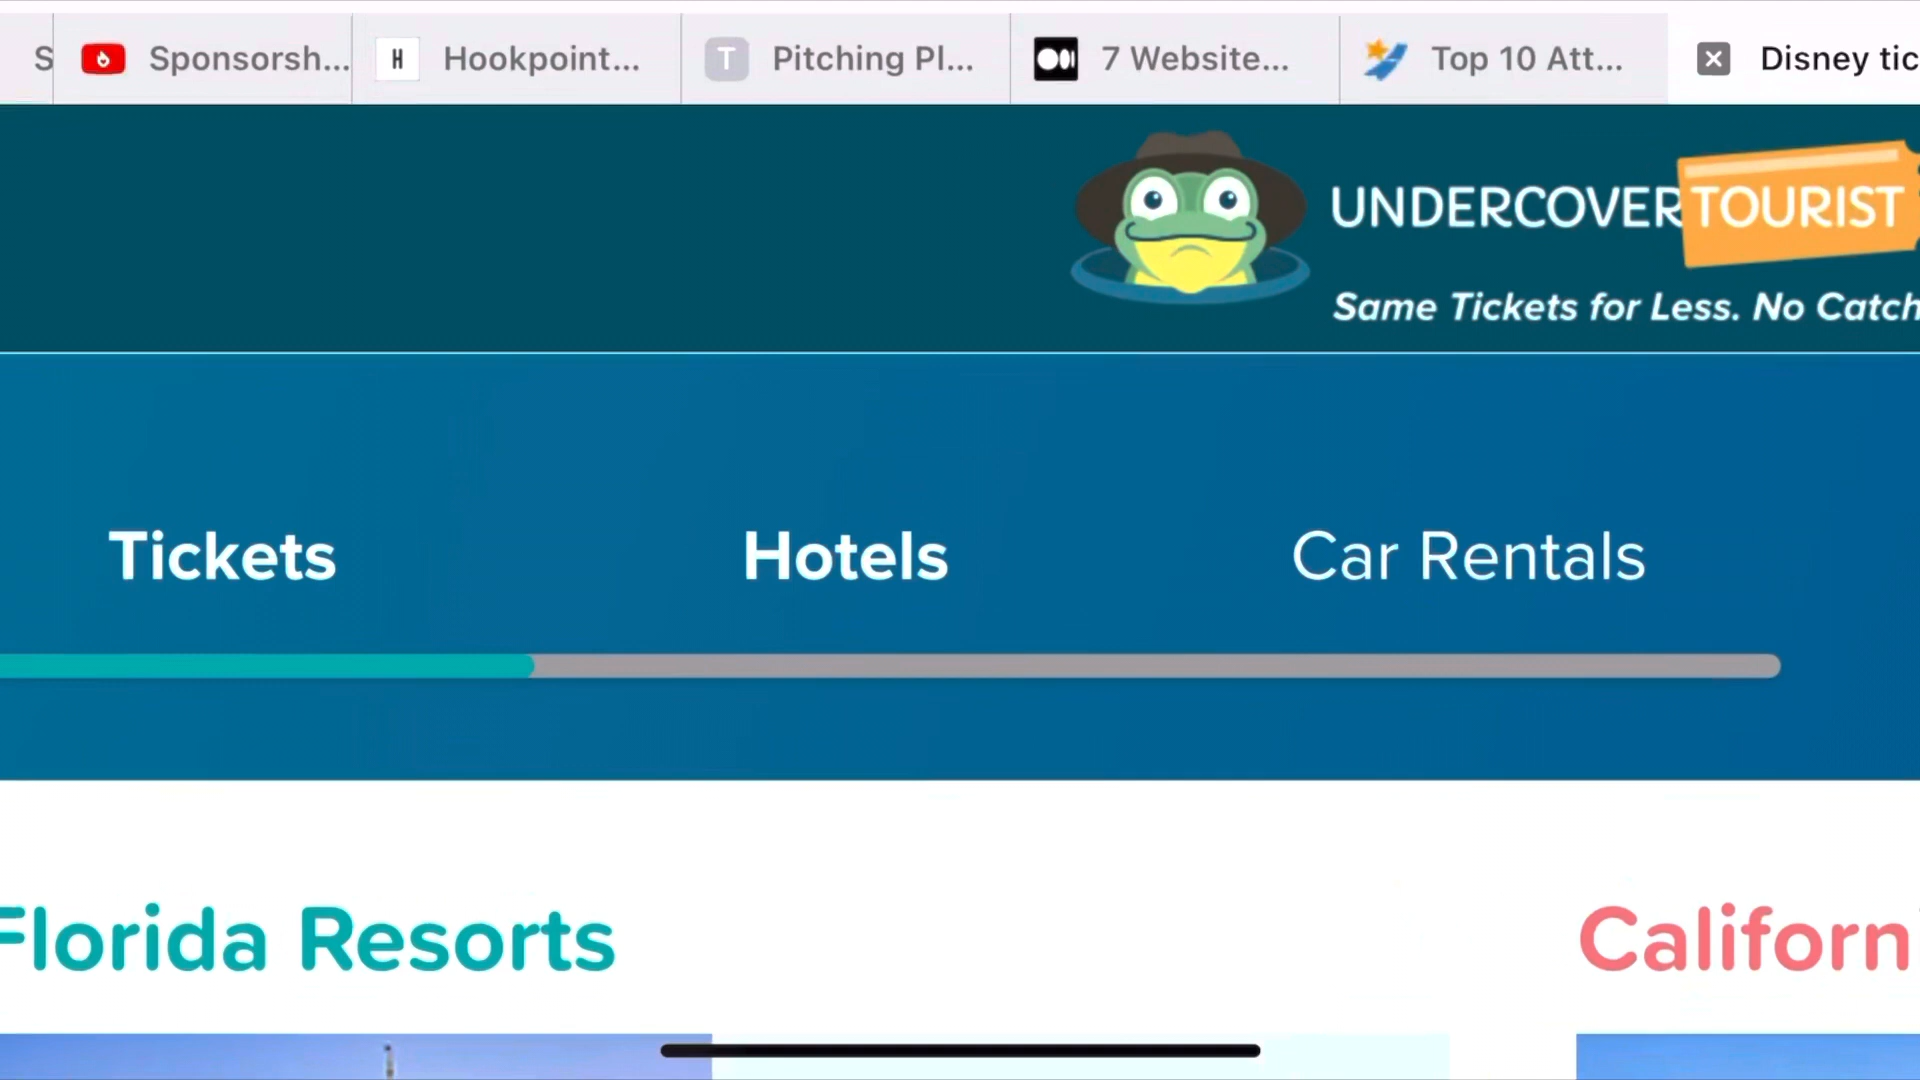 S
Sponsorsh...
H
Hookpoint...
T
Pitching Pl...
7 Website...
Top 10 Att...
Disney tic
UNDERCOVER TOURIST
Same Tickets for Less. No Catch
Tickets
Hotels
Car Rentals
Florida Resorts
Californi